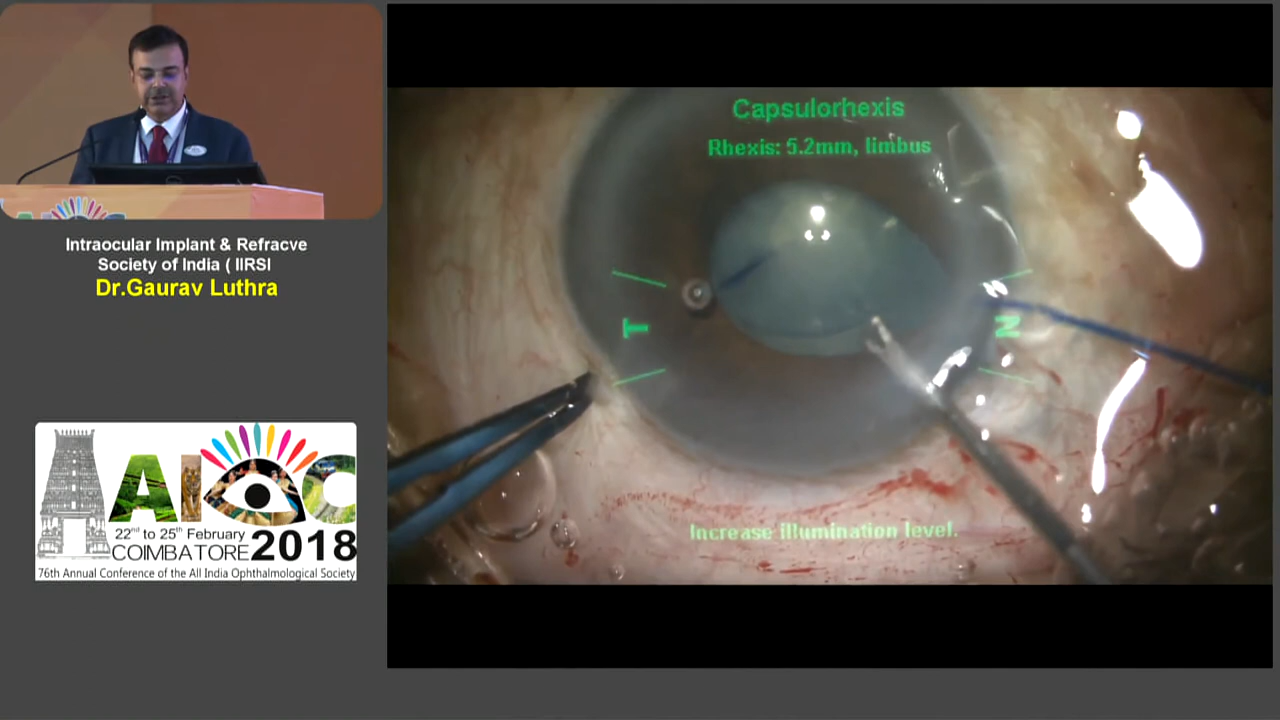 Intraocular Implant & Refracve
Society of India ( IIRSI
Dr.Gaurav Luthra
AIOC
22nd to 25th February
COIMBATORE 2018
76th Annual Conference of the All India Ophthalmological Society
Capsulorhexis
Rhexis: 5.2mm, limbus
T
N
Increase illumination level.